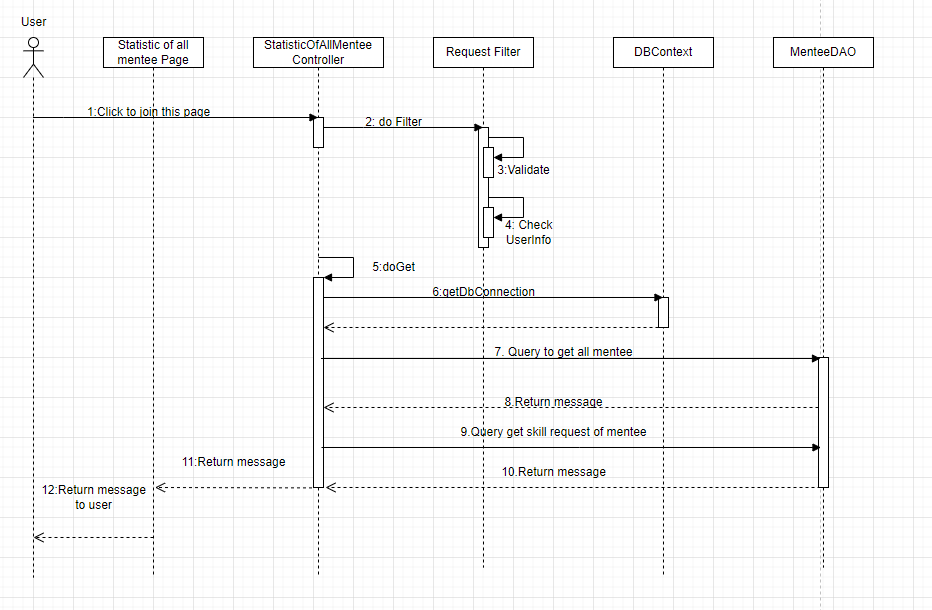 User
Statistic of all
mentee Page
StatisticOfAllMentee
Controller
Request Filter
DBContext
MenteeDAO
1:Click to join this page
2: do Filter
3:Validate
4: Check
UserInfo
5:doGet
6:getDbConnection
7. Query to get all mentee
8.Return message
9.Query get skill request of mentee
11:Return message
10.Return message
12:Return message
to user